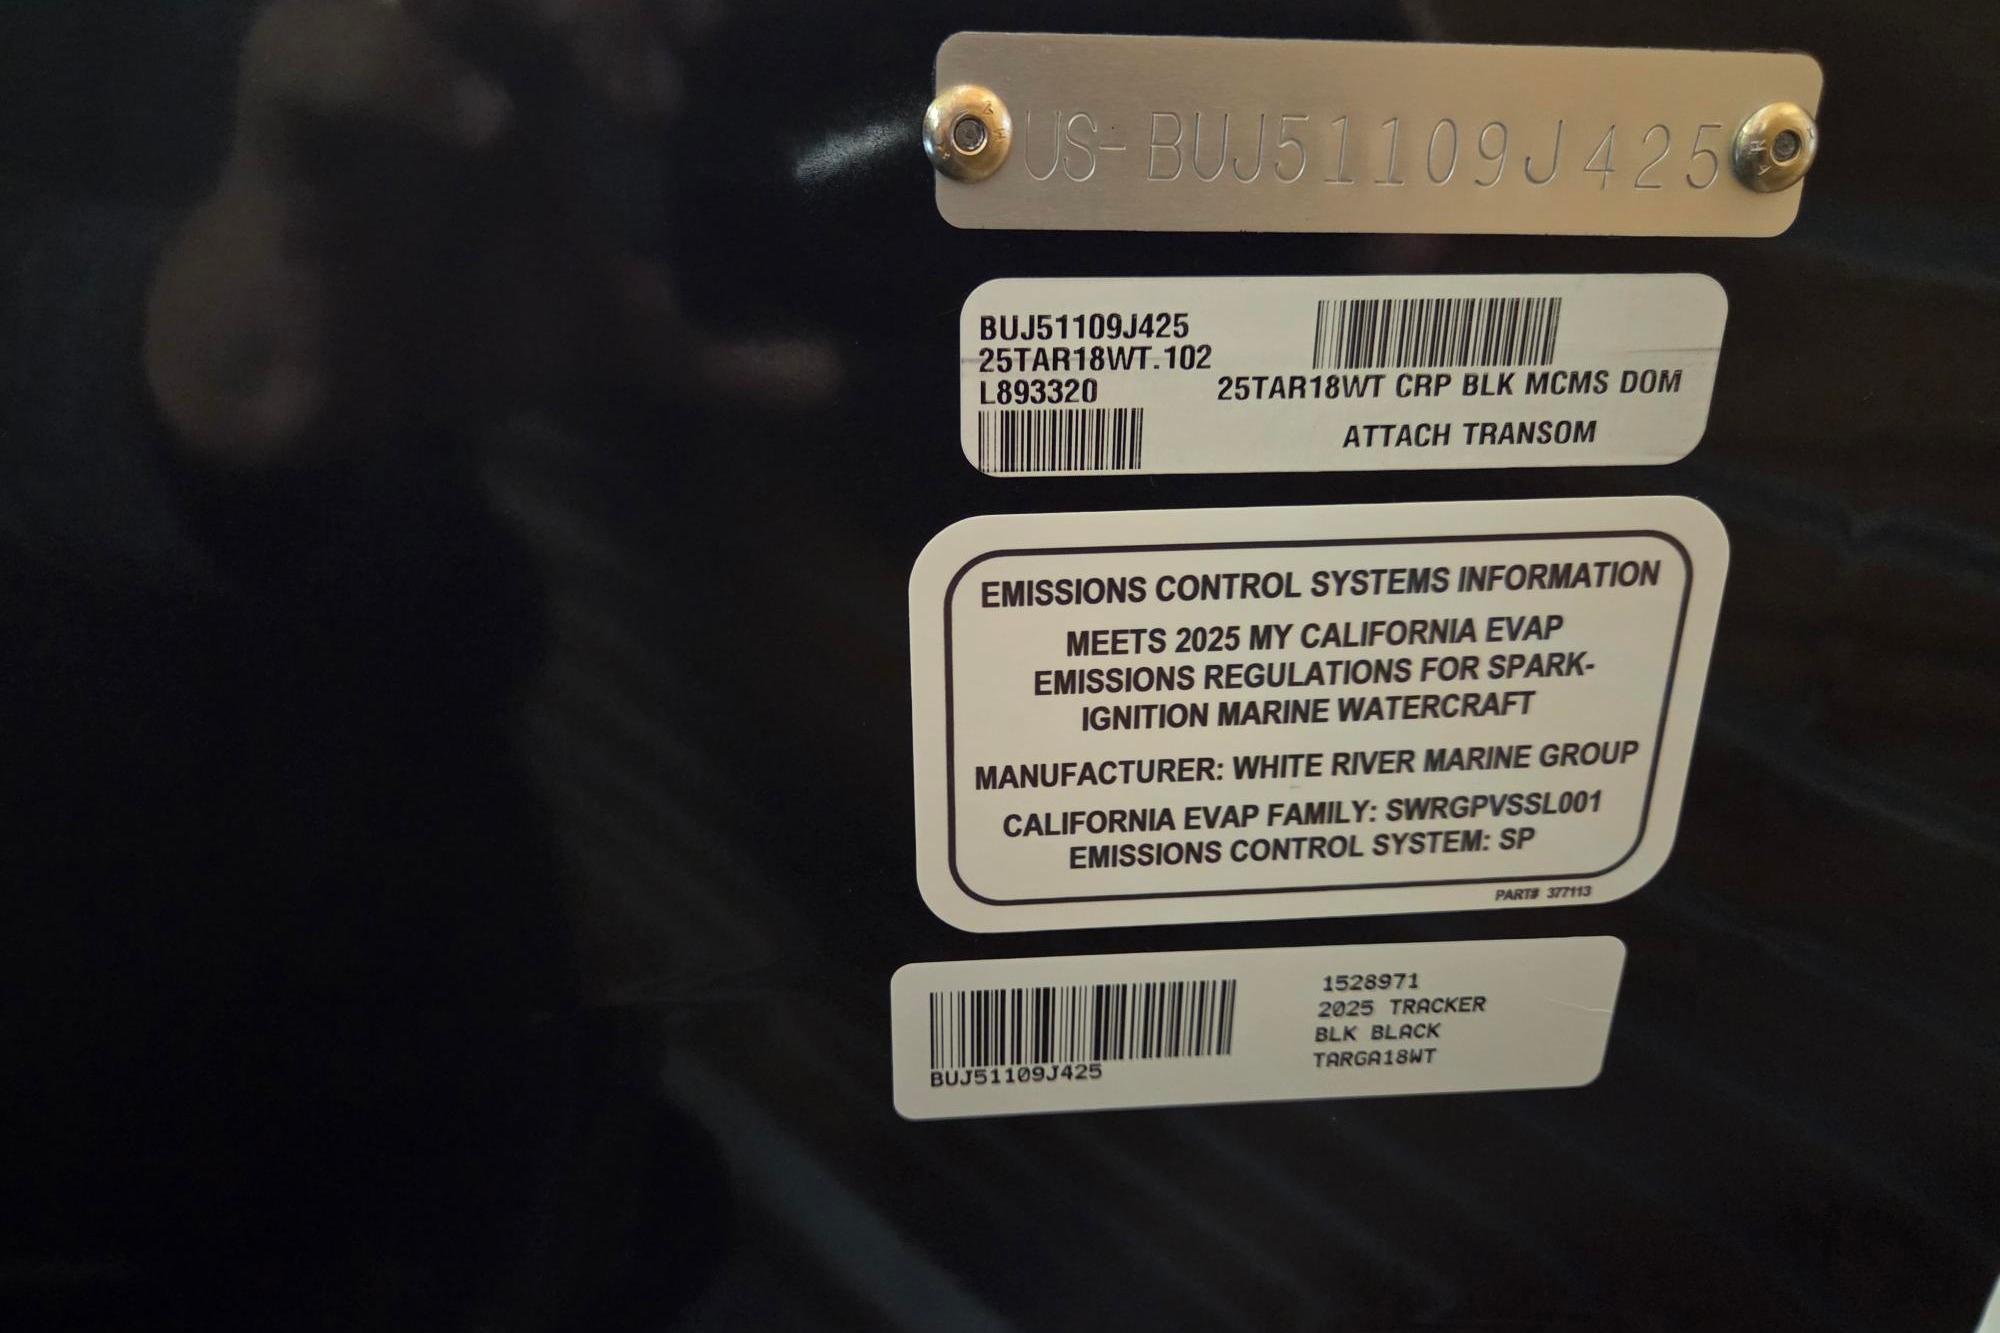 US-BUJ51109J425
BUJ51109J425
25TAR18WT.102
L893320
25TAR18WT CRP BLK MCMS DOM
ATTACH TRANSOM
EMISSIONS CONTROL SYSTEMS INFORMATION
MEETS 2025 MY CALIFORNIA EVAP
EMISSIONS REGULATIONS FOR SPARK-
IGNITION MARINE WATERCRAFT
MANUFACTURER: WHITE RIVER MARINE GROUP
CALIFORNIA EVAP FAMILY: SWRGPVSSL001
EMISSIONS CONTROL SYSTEM: SP
PART# 377113
BUJ51109J425
1528971
2025 TRACKER
BLK BLACK
TARGA18WT